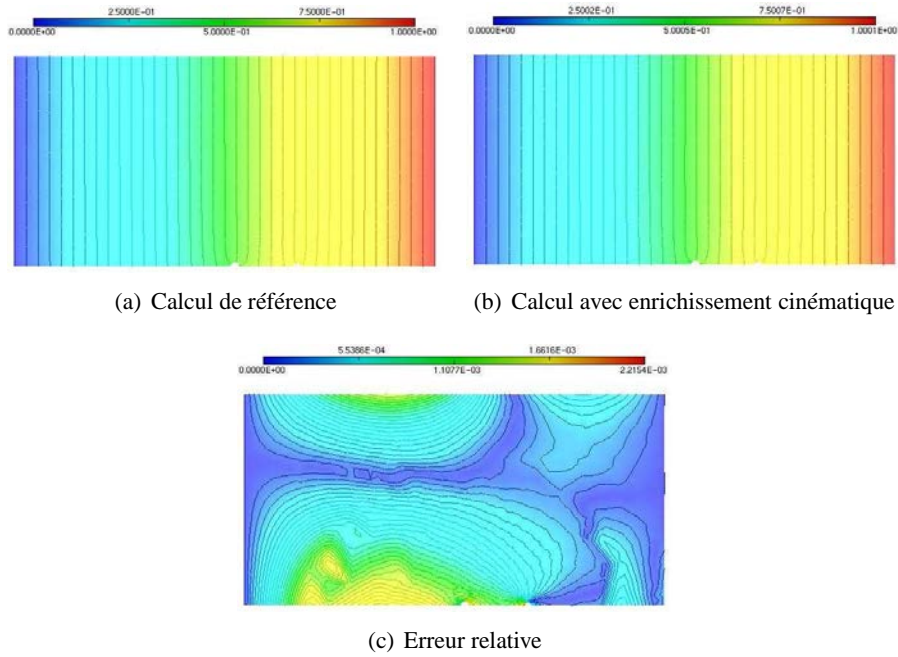 2.5000E-01 7.5000E-01
0.0000E+00 5.0000E-01 1.0000E+00
2.5002E-01 7.5007E-01
0.0000E+00 5.0005E-01 1.0001E+00
(a) Calcul de référence
(b) Calcul avec enrichissement cinématique
5.5386E-04 1.6616E-03
0.0000E+00 1.1077E-03 2.2154E-03
(c) Erreur relative